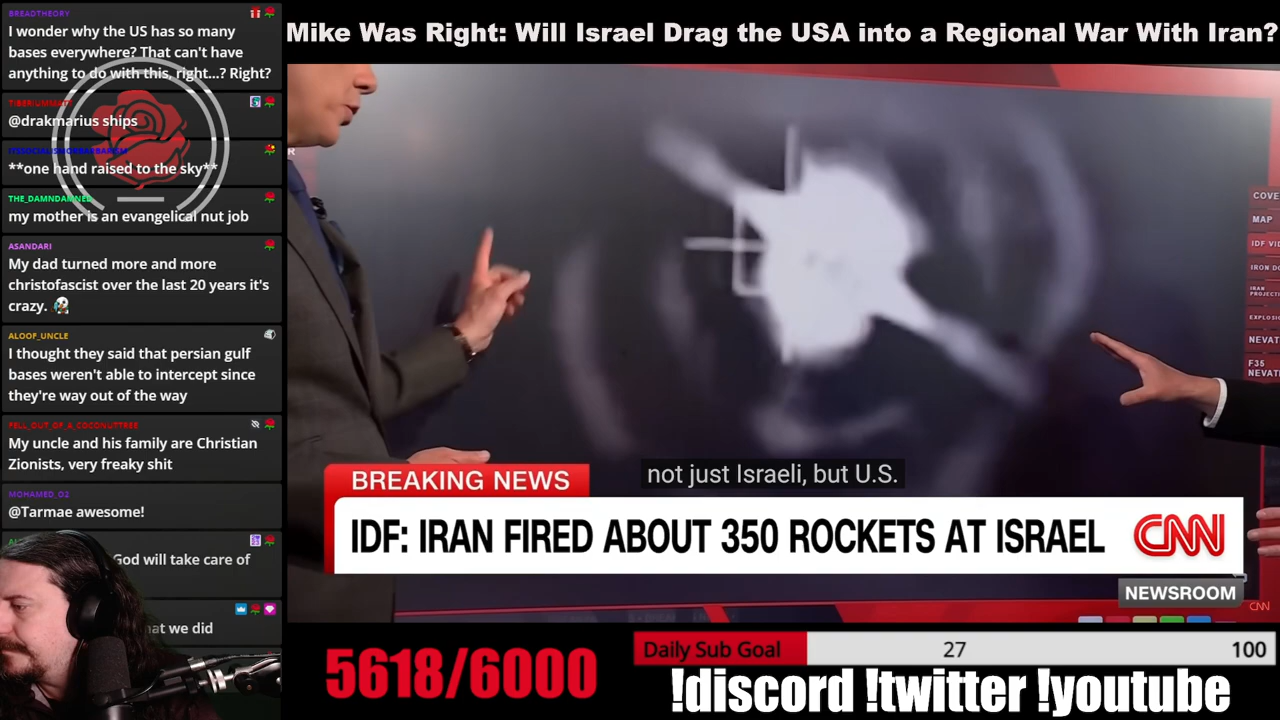 Mike Was Right: Will Israel Drag the USA into a Regional War With Iran?
BREADTHEORY
I wonder why the US has so many
bases everywhere? That can't have
anything to do with this, right...? Right?
@drakmarius ships
**one hand raised to the sky**
THE_DAMNDAMNED
my mother is an evangelical nut job
ASANDARI
My dad turned more and more
christofascist over the last 20 years it's
crazy.
ALOOF_UNCLE
I thought they said that persian gulf
bases weren't able to intercept since
they're way out of the way
FELL_OUT_OF_A_COCONUTTREE
My uncle and his family are Christian
Zionists, very freaky shit
MOHAMED_02
@Tarmae awesome!
God will take care of
we did
R
COVE
MAP
IDF VI
IRON DO
IRAN
PROJECTI
EXPLOSI
NEVAT
F35
NEVATI
not just Israeli, but U.S.
BREAKING NEWS
IDF: IRAN FIRED ABOUT 350 ROCKETS AT ISRAEL
CNN
NEWSROOM
CNN
5618/6000
Daily Sub Goal
27
100
!discord !twitter !youtube